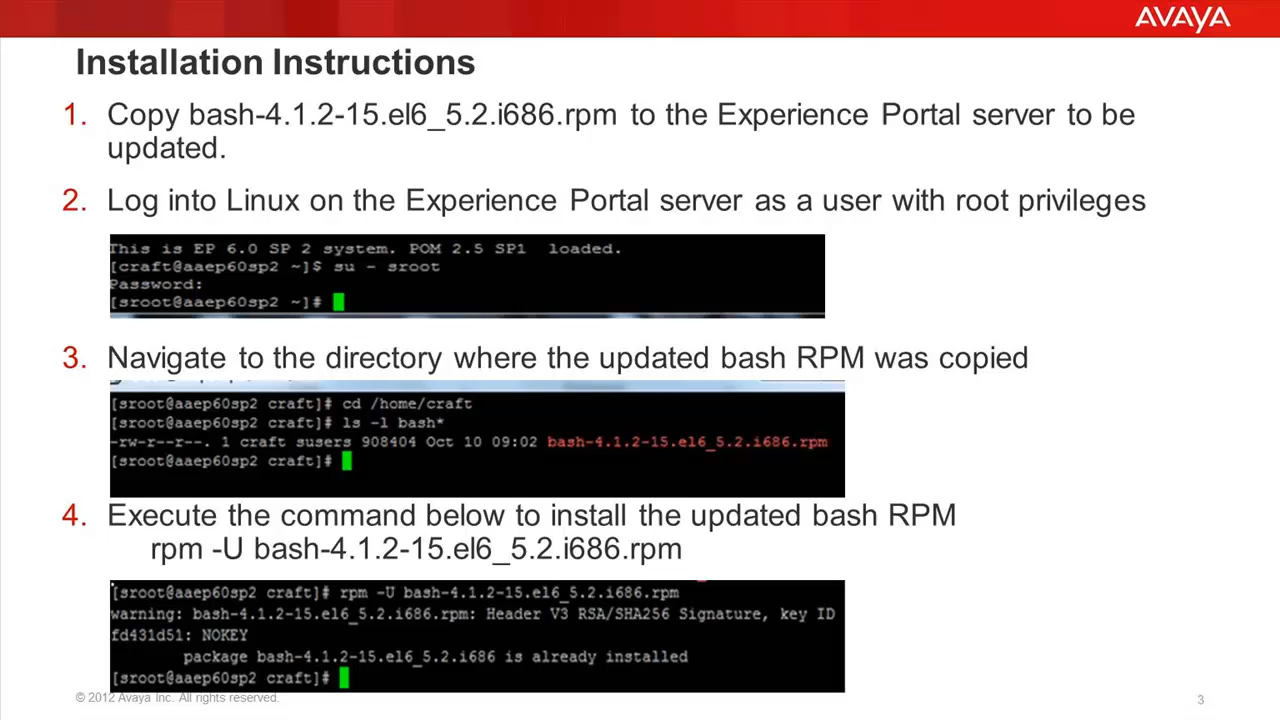 AVAYA
Installation Instructions
1. Copy bash-4.1.2-15.el6_5.2.i686.rpm to the Experience Portal server to be
updated.
2. Log into Linux on the Experience Portal server as a user with root privileges
This is EP 6.0 SP 2 system. POM 2.5 SP1 loaded.
[craft@aaep60sp2 ~]$ su - sroot
Password:
[sroot@aaep60sp2 ~]#
3. Navigate to the directory where the updated bash RPM was copied
[sroot@aaep60sp2 craft]# cd /home/craft
[sroot@aaep60sp2 craft]# ls -l bash*
-rw-r--r--. 1 craft susers 908404 Oct 10 09:02 bash-4.1.2-15.el6_5.2.i686.rpm
[sroot@aaep60sp2 craft]#
4. Execute the command below to install the updated bash RPM
rpm -U bash-4.1.2-15.el6_5.2.i686.rpm
[sroot@aaep60sp2 craft]# rpm -U bash-4.1.2-15.el6_5.2.i686.rpm
warning: bash-4.1.2-15.el6_5.2.i686.rpm: Header V3 RSA/SHA256 Signature, key ID
fd431d51: NOKEY
package bash-4.1.2-15.el6_5.2.i686 is already installed
[sroot@aaep60sp2 craft]#
© 2012 Avaya Inc. All rights reserved.
3